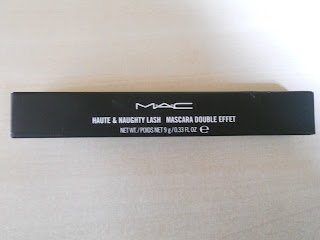 MAC
HAUTE & NAUGHTY LASH MASCARA DOUBLE EFFET
NET WT./POIDS NET 9 g/0.33 FL OZ ℮